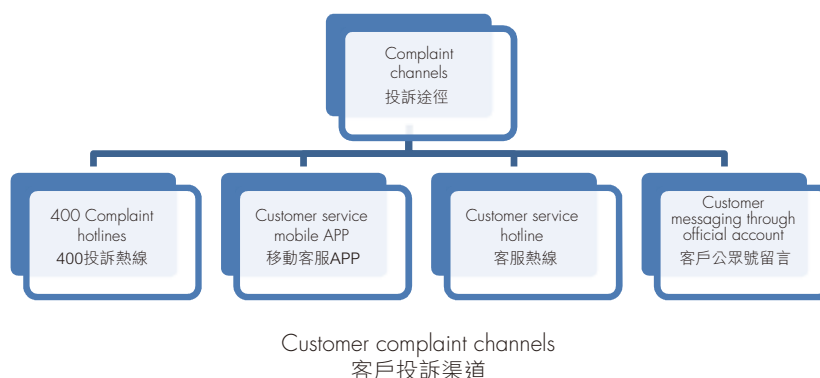 Complaint
channels
投訴途徑
400 Complaint
hotlines
400投訴熱線
Customer service
mobile APP
移動客服APP
Customer service
hotline
客服熱線
Customer
messaging through
official account
客戶公眾號留言
Customer complaint channels
客戶投訴渠道